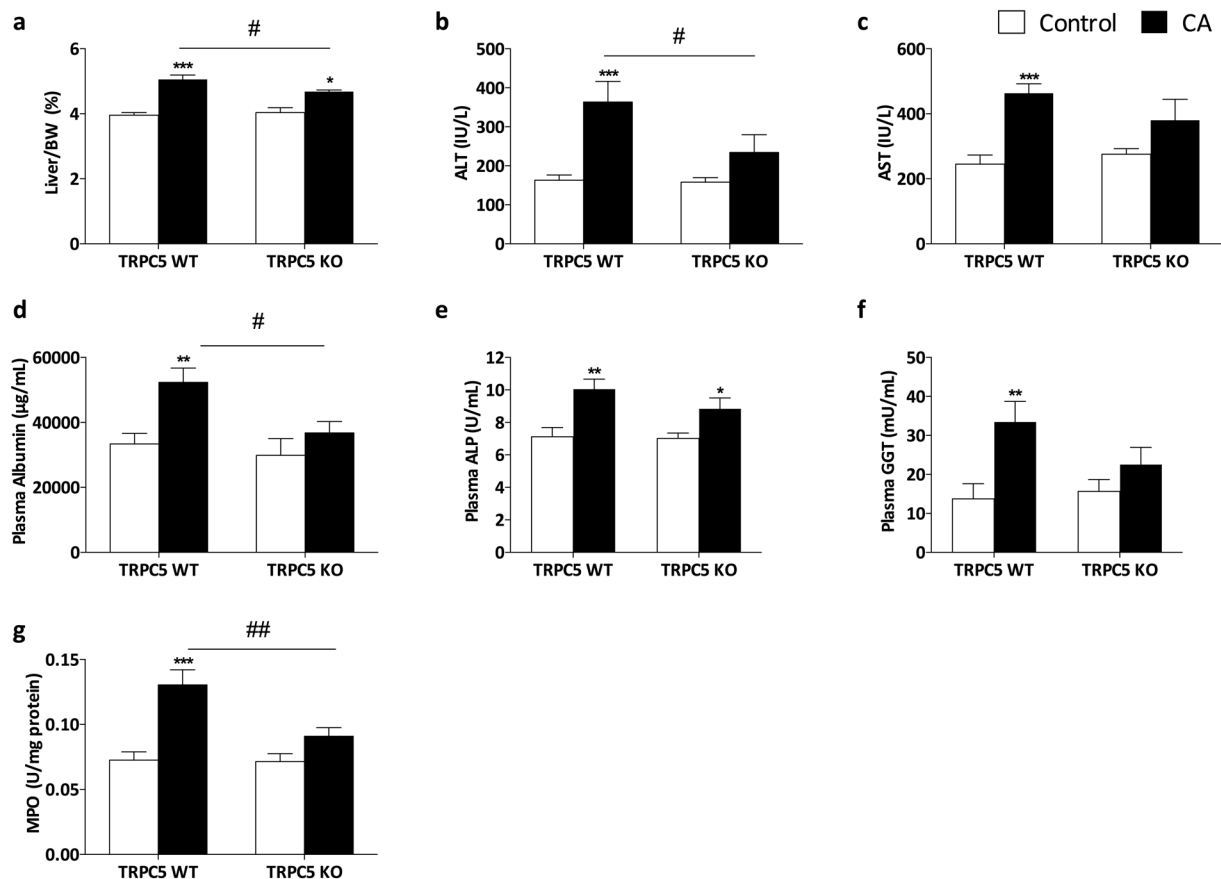 Control CA
a
#
Liver/BW (%)
6
4
2
0
***
*
TRPC5 WT TRPC5 KO
b
#
ALT (IU/L)
500
400
300
200
100
0
***
TRPC5 WT TRPC5 KO
c
AST (IU/L)
600
400
200
0
***
TRPC5 WT TRPC5 KO
d
#
Plasma Albumin (µg/mL)
60000
40000
20000
0
**
TRPC5 WT TRPC5 KO
e
Plasma ALP (U/mL)
12
10
8
6
4
2
0
**
*
TRPC5 WT TRPC5 KO
f
Plasma GGT (mU/mL)
50
40
30
20
10
0
**
TRPC5 WT TRPC5 KO
g
##
MPO (U/mg protein)
0.15
0.10
0.05
0.00
***
TRPC5 WT TRPC5 KO